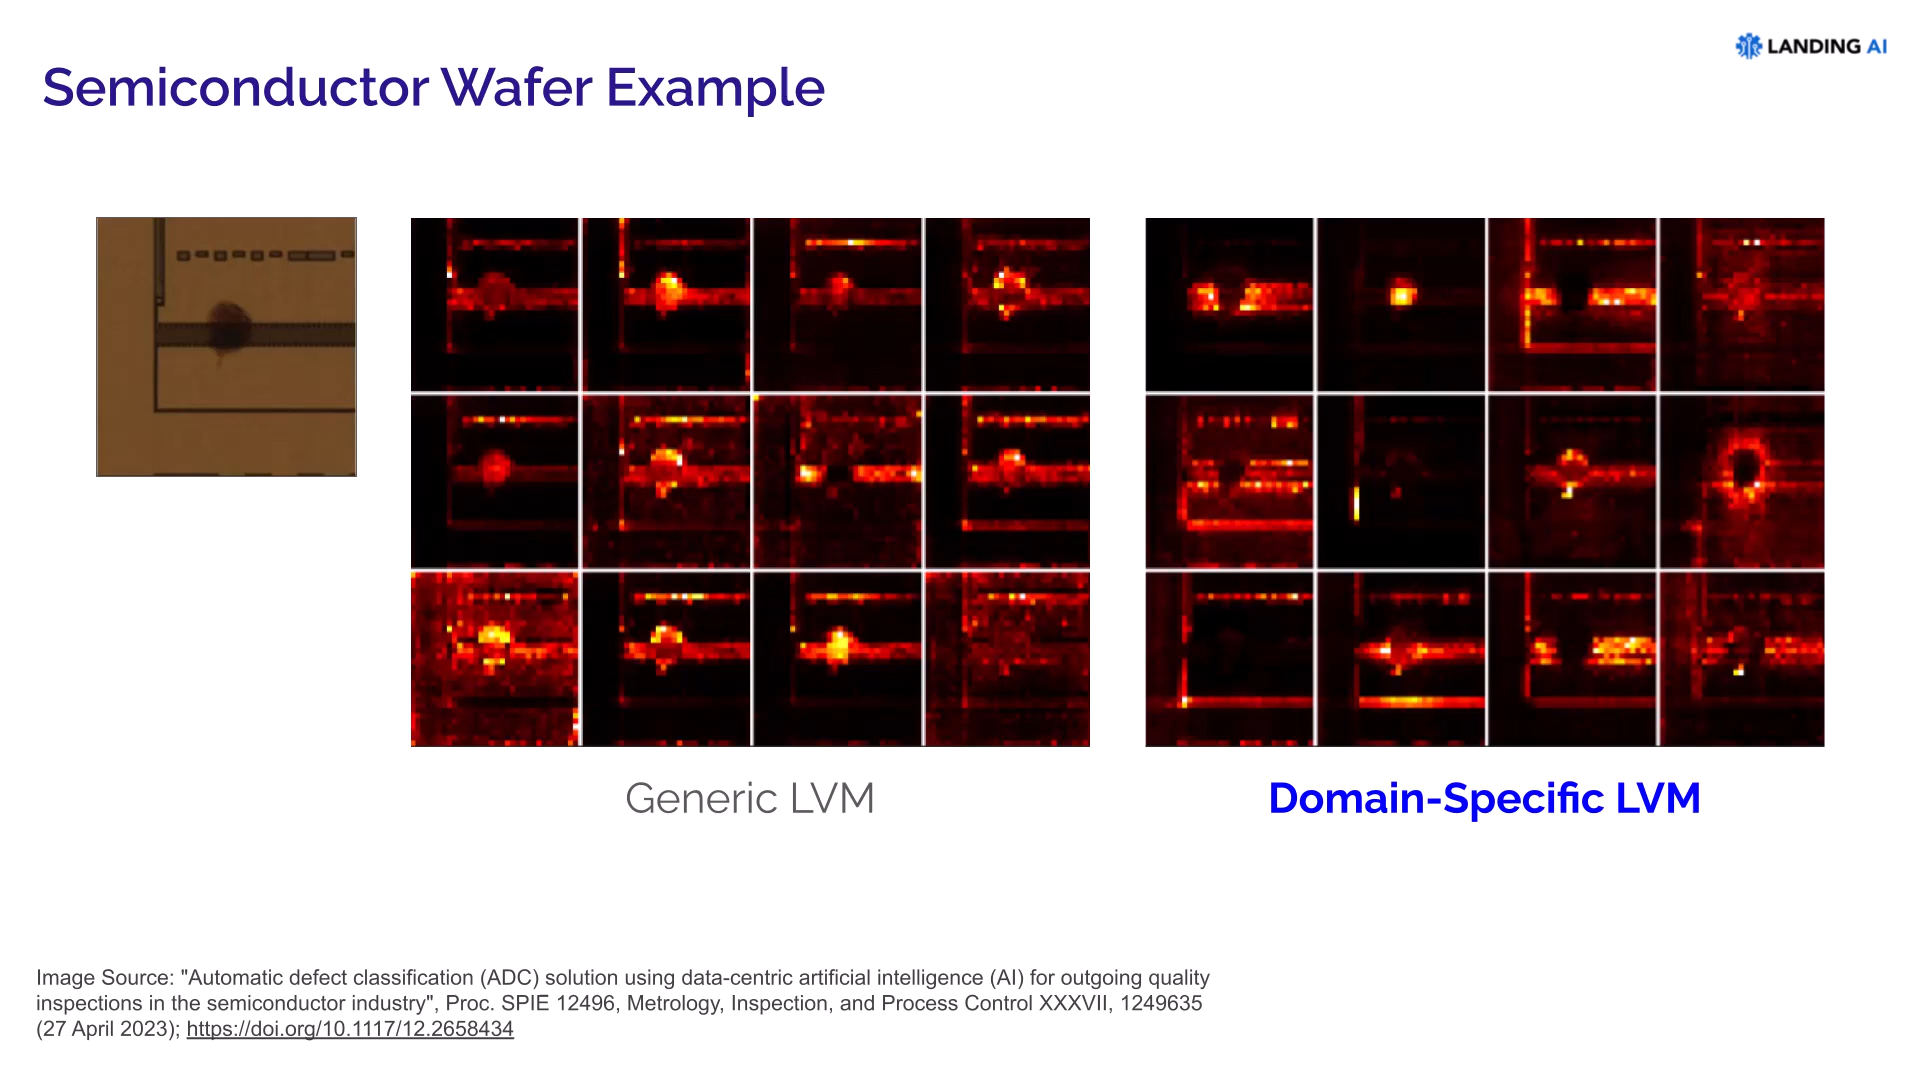 LANDING AI
Semiconductor Wafer Example
Generic LVM
Domain-Specific LVM
Image Source: "Automatic defect classification (ADC) solution using data-centric artificial intelligence (AI) for outgoing quality
inspections in the semiconductor industry", Proc. SPIE 12496, Metrology, Inspection, and Process Control XXXVII, 1249635
(27 April 2023); https://doi.org/10.1117/12.2658434